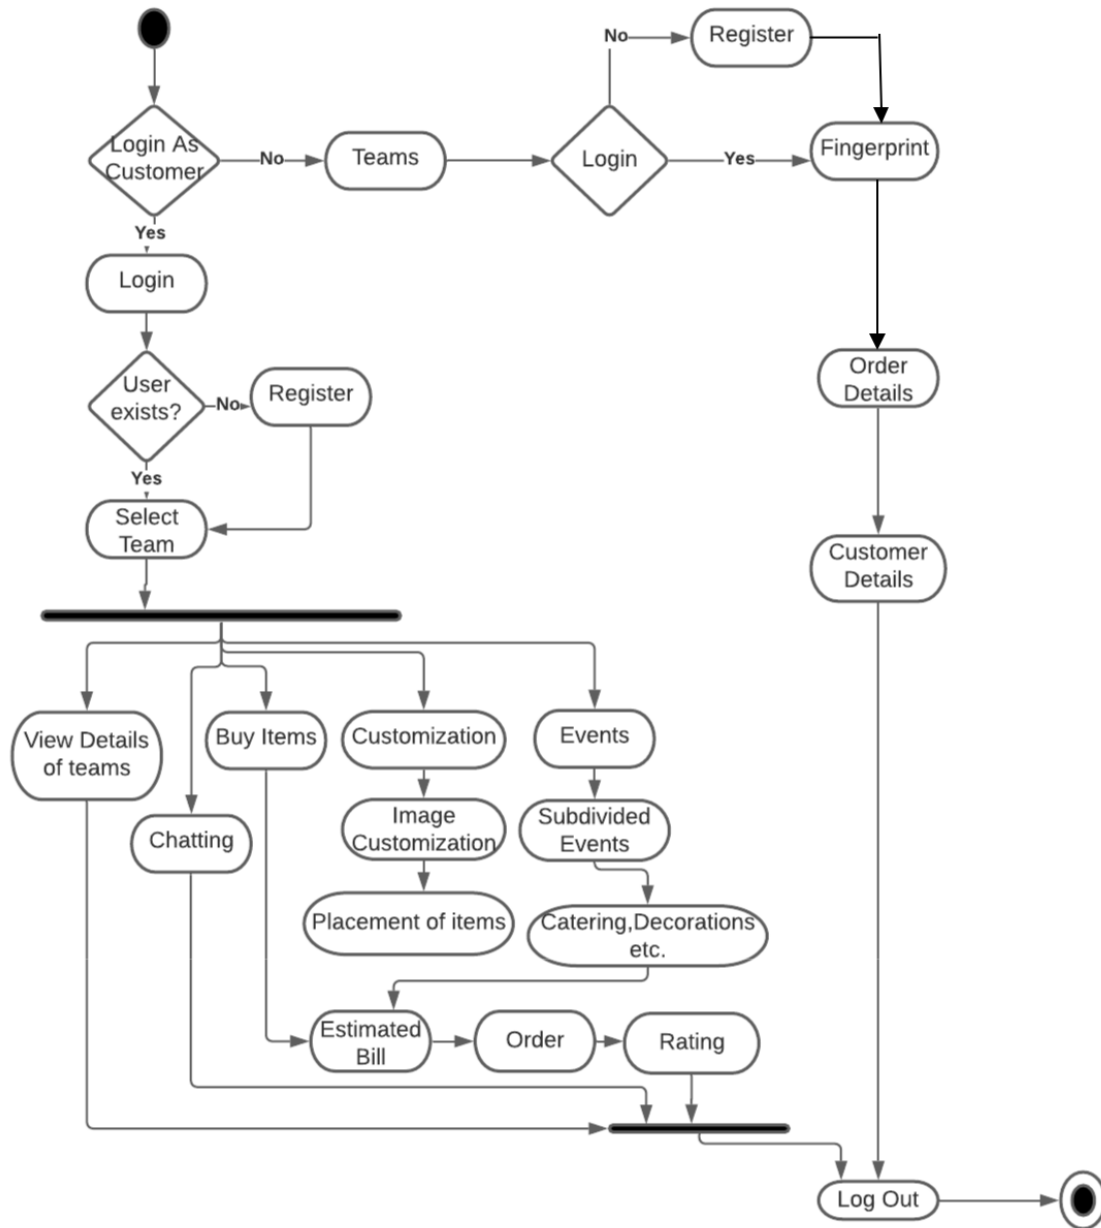 No
Register
Login As
Customer
No
Teams
Login
Yes
Fingerprint
Yes
Login
Order
Details
User
exists?
No
Register
Yes
Select
Team
Customer
Details
View Details
of teams
Buy Items
Customization
Events
Chatting
Image
Customization
Subdivided
Events
Placement of items
Catering,Decorations
etc.
Estimated
Bill
Order
Rating
Log Out